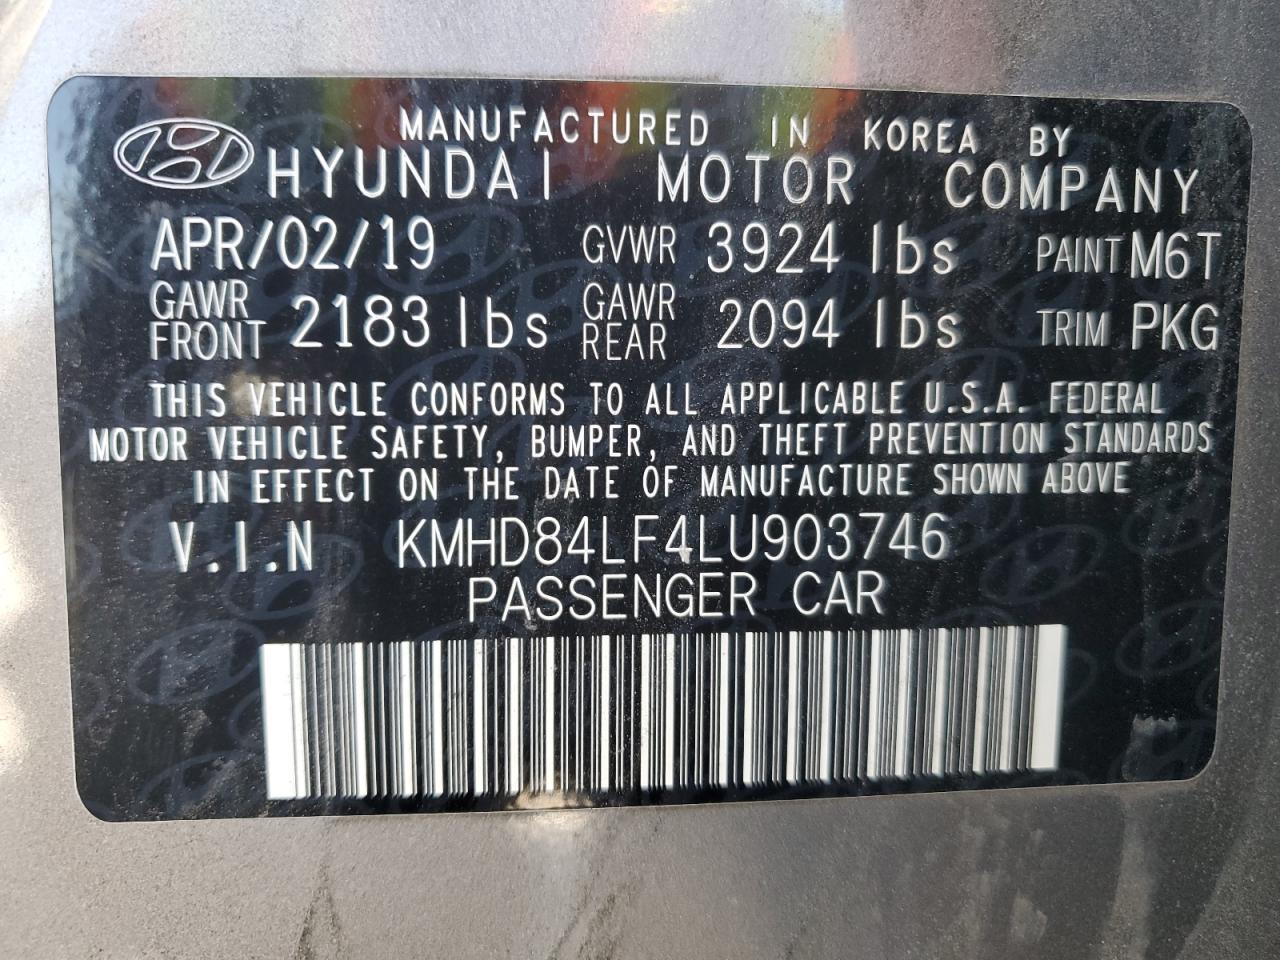 MANUFACTURED IN KOREA BY
HYUNDAI MOTOR COMPANY
APR/02/19 GVWR 3924 lbs PAINT M6T
GAWR FRONT 2183 lbs GAWR REAR 2094 lbs TRIM PKG
THIS VEHICLE CONFORMS TO ALL APPLICABLE U.S.A. FEDERAL
MOTOR VEHICLE SAFETY, BUMPER, AND THEFT PREVENTION STANDARDS
IN EFFECT ON THE DATE OF MANUFACTURE SHOWN ABOVE
V.I.N KMHD84LF4LU903746
PASSENGER CAR